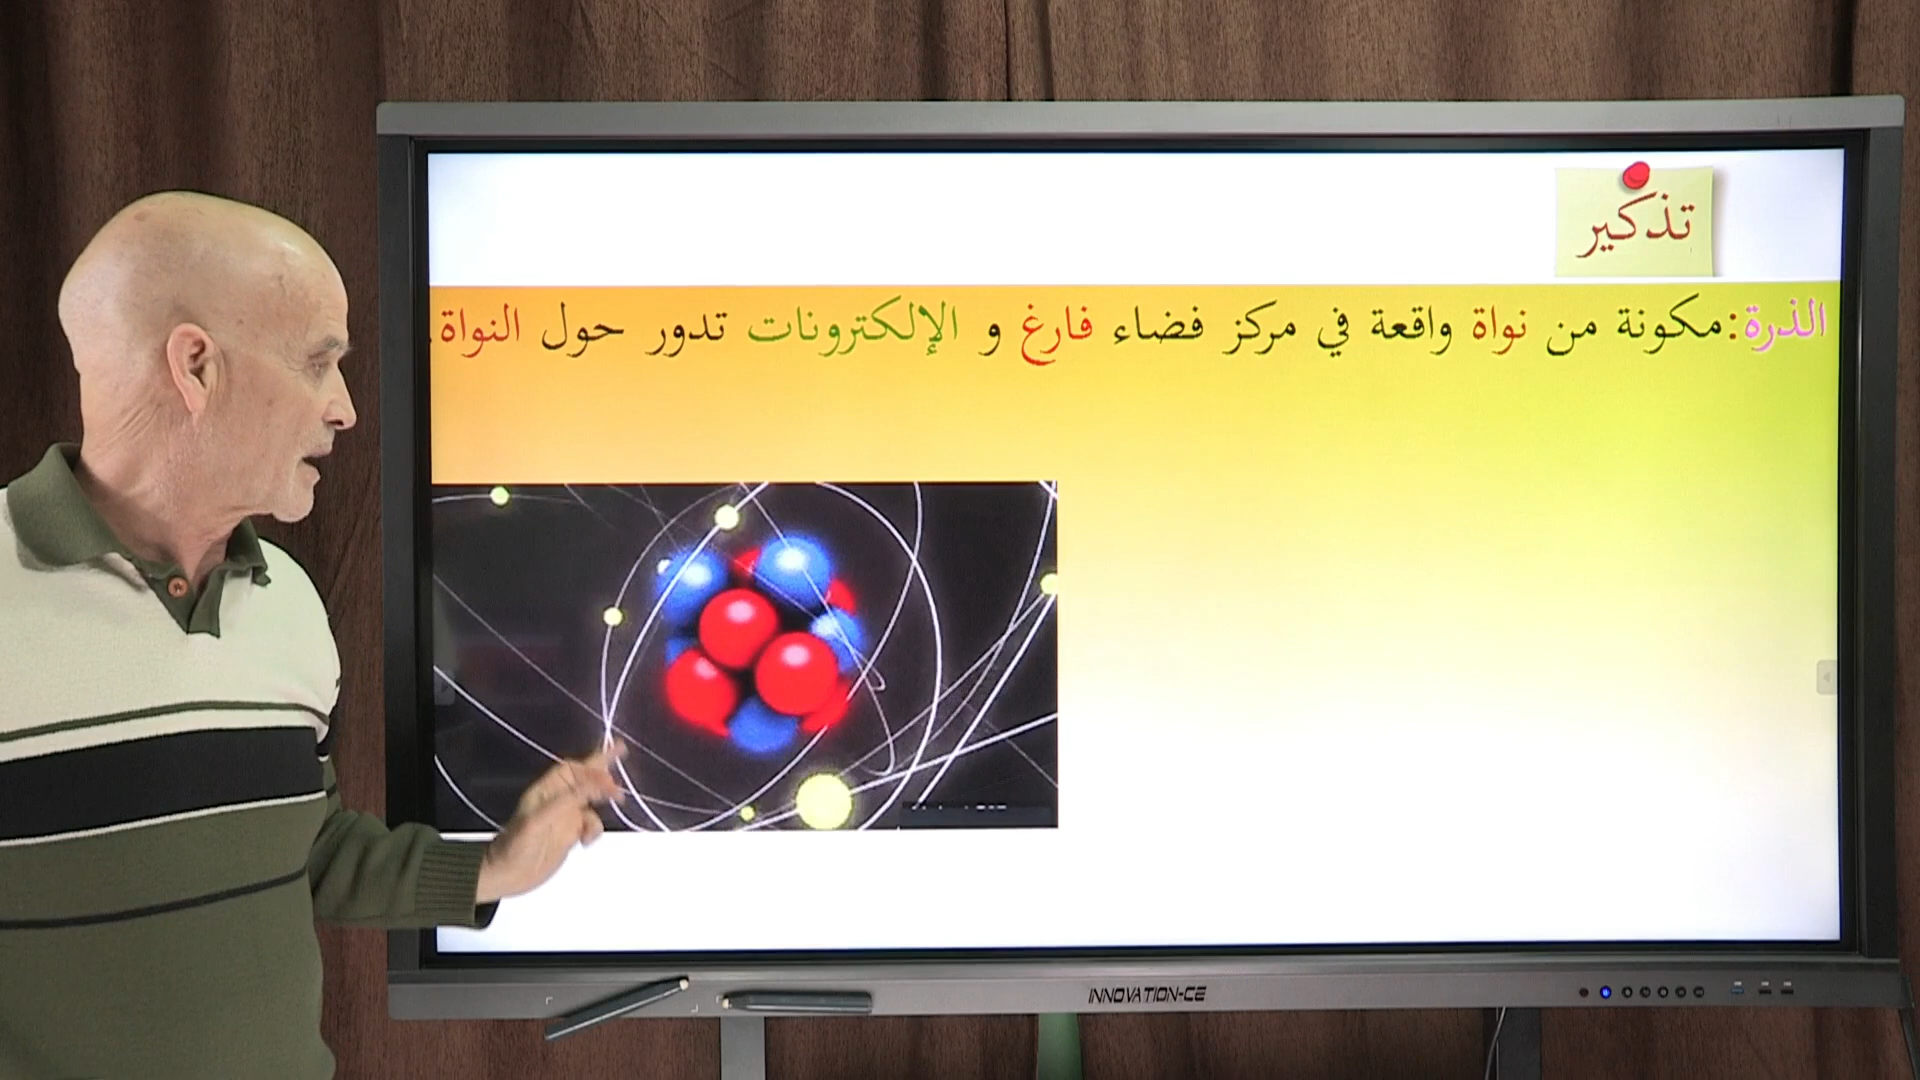 تذكير
الذرة:مكونة من نواة واقعة في مركز فضاء فارغ و الإلكترونات تدور حول النواة.
INNOVATION-CE